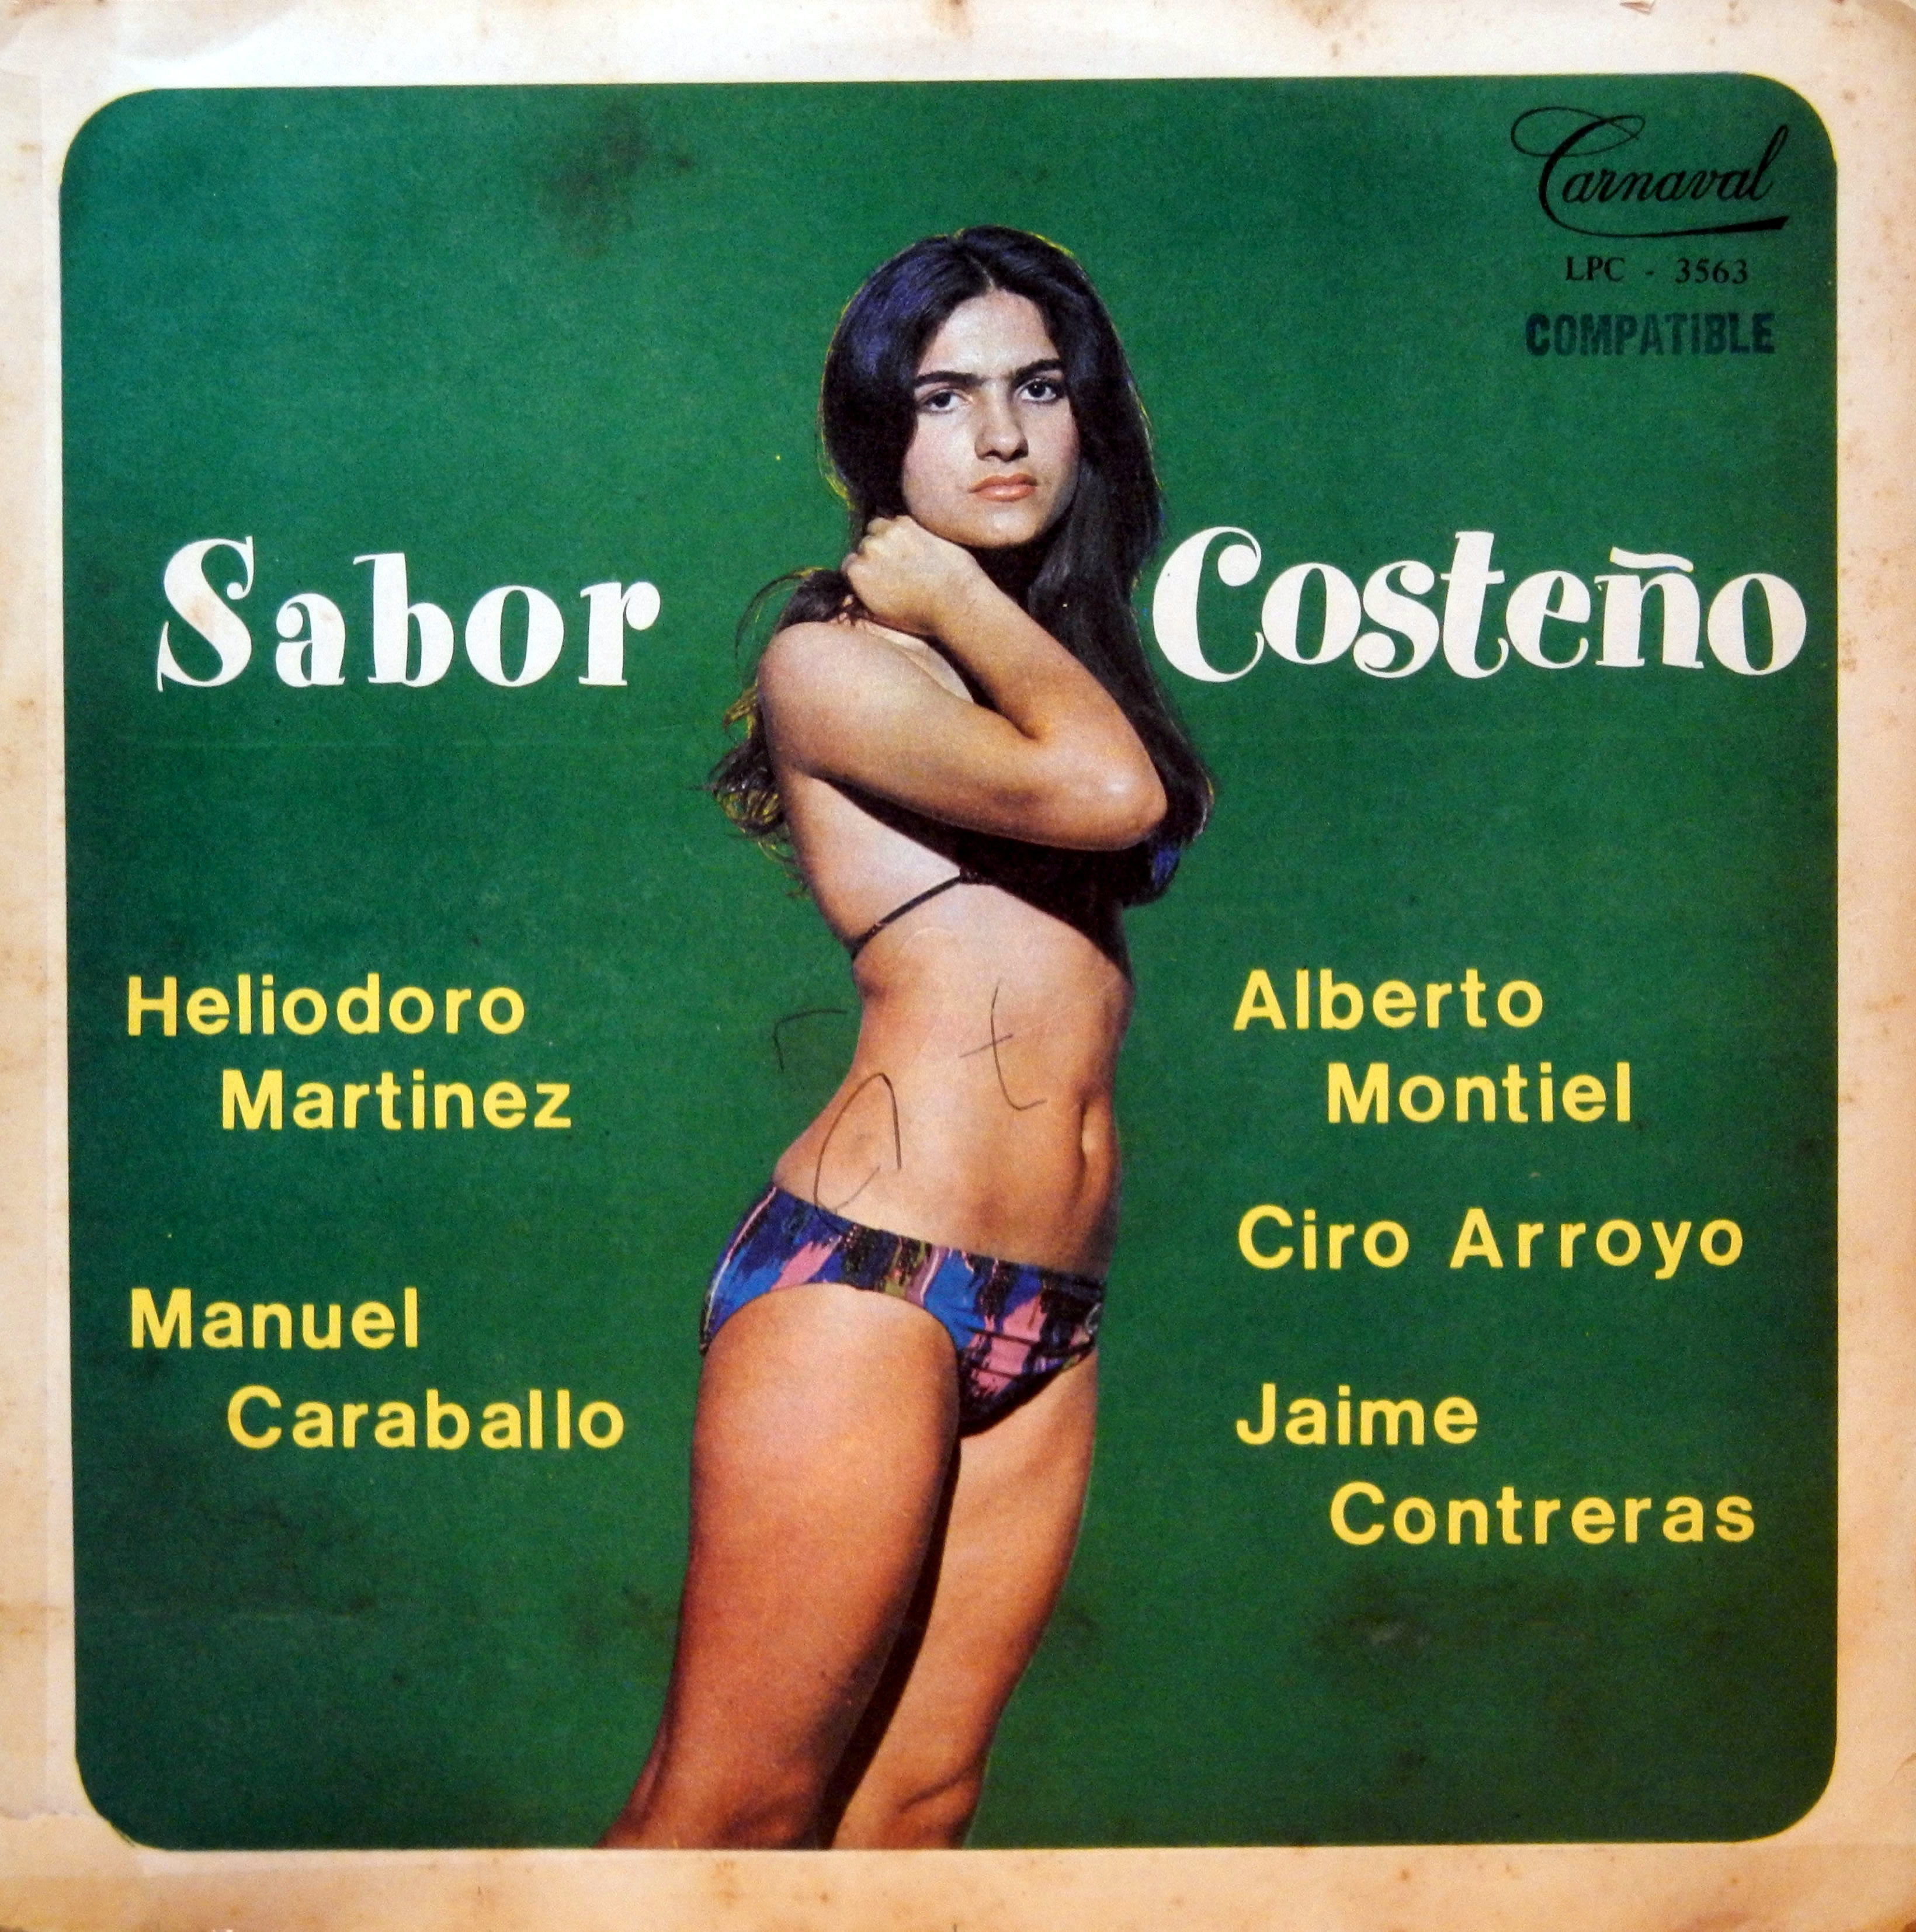 Carnaval
LPC - 3563
COMPATIBLE
Sabor Costeño
Heliodoro
Martinez
Manuel
Caraballo
Alberto
Montiel
Ciro Arroyo
Jaime
Contreras